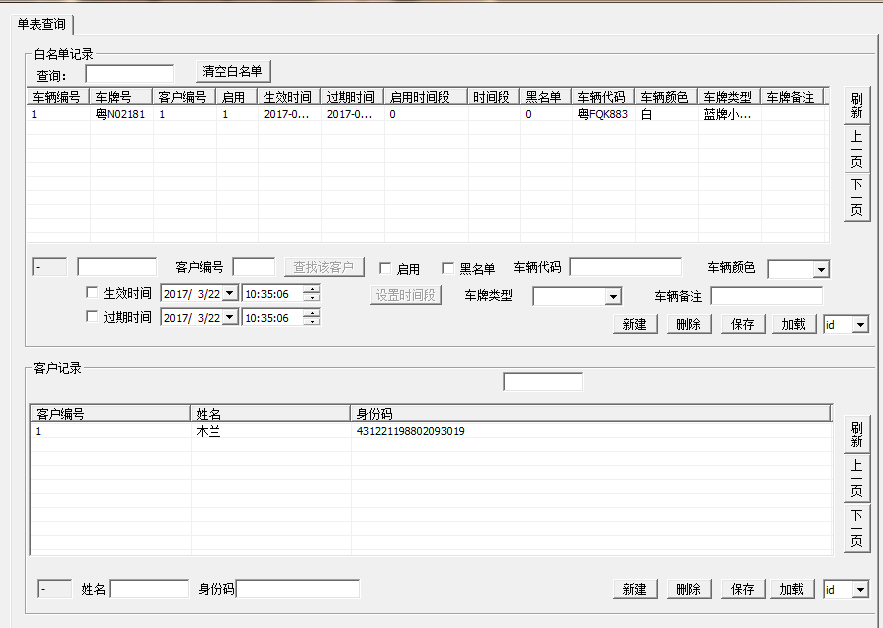 单表查询
白名单记录
查询: 清空白名单
车辆编号 车牌号 客户编号 启用 生效时间 过期时间 启用时间段 时间段 黑名单 车辆代码 车辆颜色 车牌类型 车牌备注
1 粤N02181 1 1 2017-0... 2017-0... 0 0 粤FQK883 白 蓝牌小...
刷新
上一页
下一页
- 客户编号 查找该客户 启用 黑名单 车辆代码 车辆颜色
生效时间 2017/ 3/22 10:35:06 设置时间段 车牌类型 车辆备注
过期时间 2017/ 3/22 10:35:06
新建 删除 保存 加载 id
客户记录
客户编号 姓名 身份码
1 木兰 431221198802093019
刷新
上一页
下一页
- 姓名 身份码 新建 删除 保存 加载 id